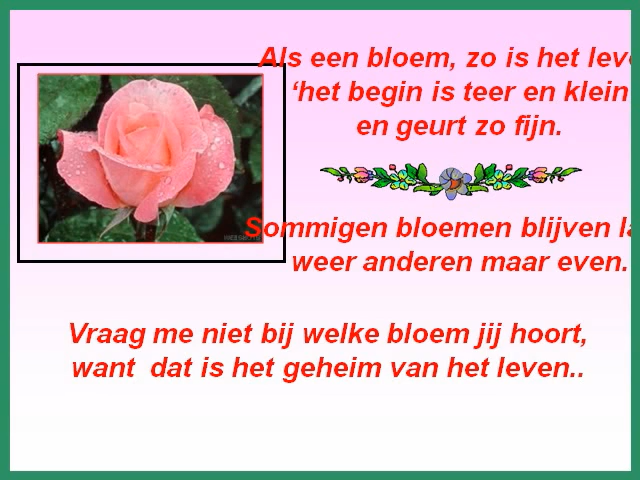 Als een bloem, zo is het leve
‘het begin is teer en klein
en geurt zo fijn.
Sommigen bloemen blijven la
weer anderen maar even.
Vraag me niet bij welke bloem jij hoort,
want dat is het geheim van het leven..